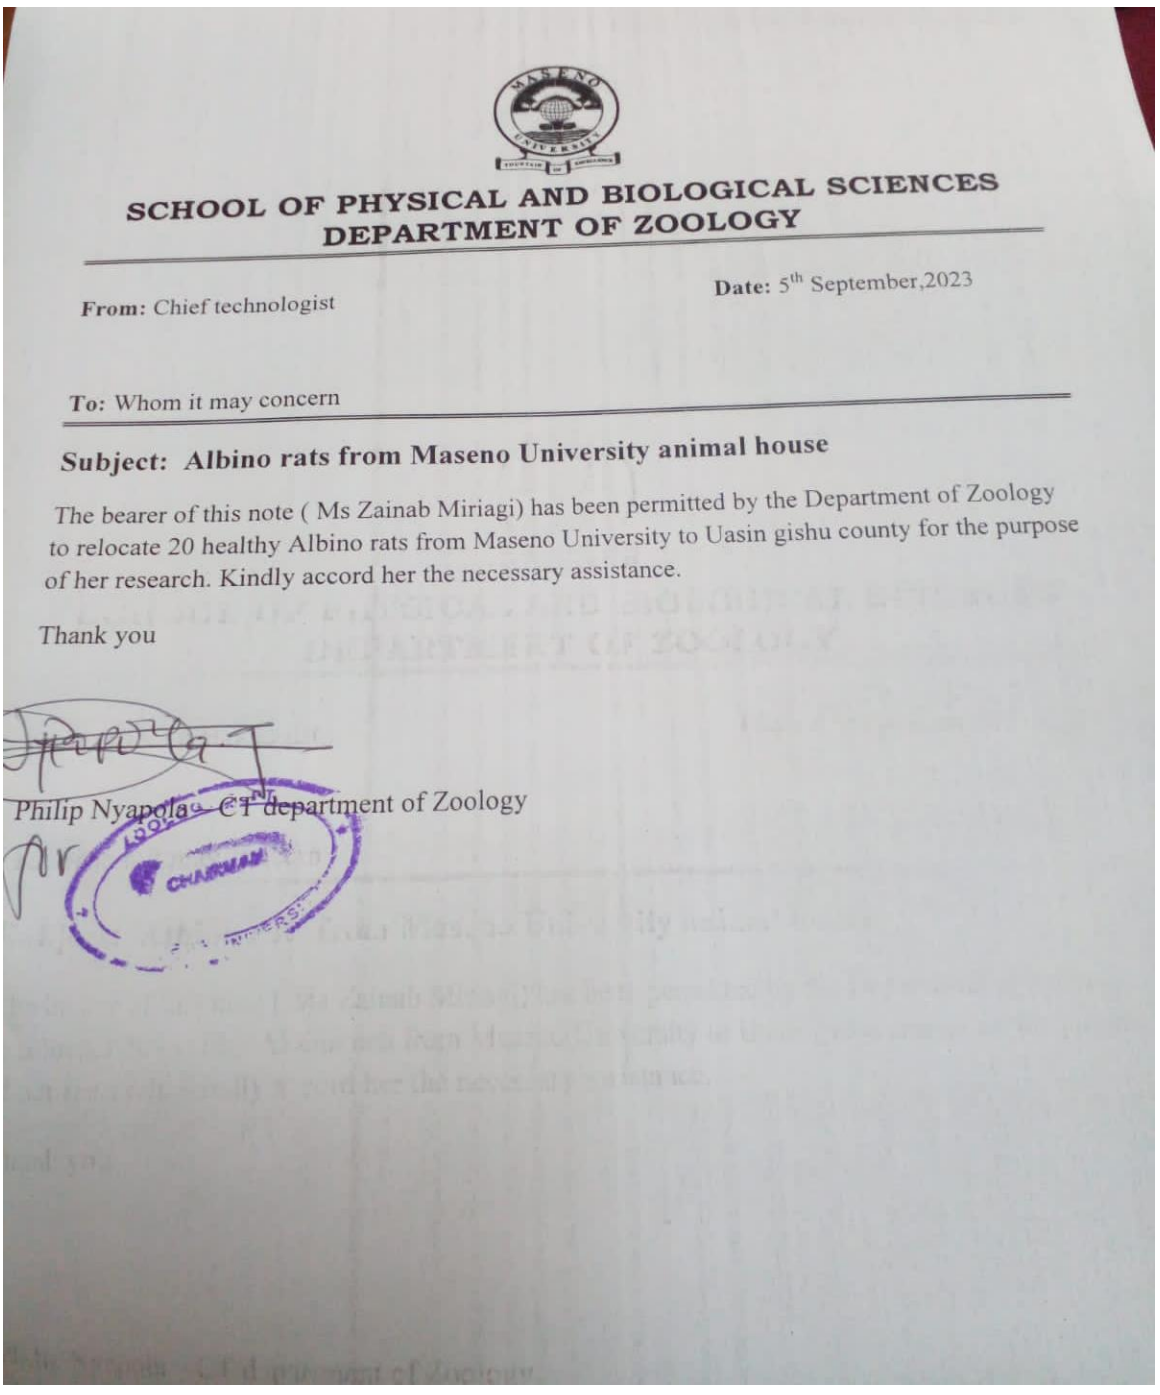 MASENO
UNIVERSITY
FOUNTAIN OF EXCELLENCE
SCHOOL OF PHYSICAL AND BIOLOGICAL SCIENCES
DEPARTMENT OF ZOOLOGY
From: Chief technologist
Date: 5th September,2023
To: Whom it may concern
Subject: Albino rats from Maseno University animal house
The bearer of this note ( Ms Zainab Miriagi) has been permitted by the Department of Zoology
to relocate 20 healthy Albino rats from Maseno University to Uasin gishu county for the purpose
of her research. Kindly accord her the necessary assistance.
Thank you
Philip Nyapola – CT department of Zoology
for
CHAIRMAN